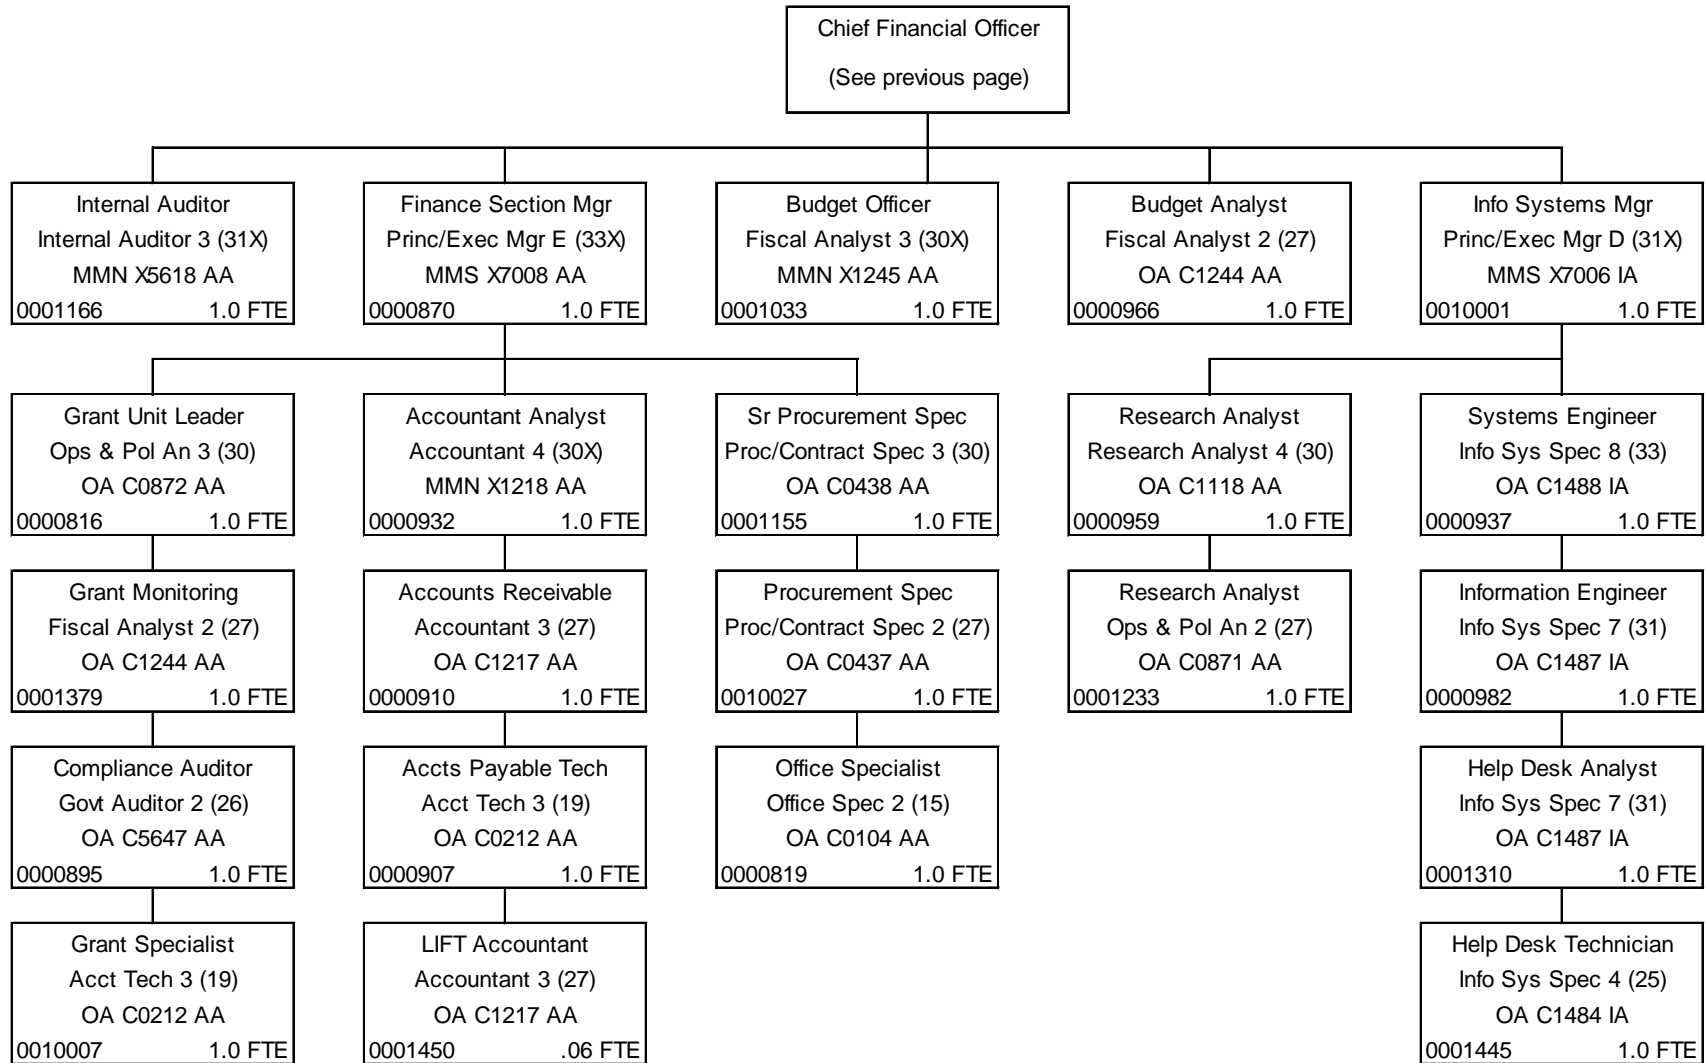 Chief Financial Officer
(See previous page)
Internal Auditor
Internal Auditor 3 (31X)
MMN X5618 AA
0001166 1.0 FTE
Finance Section Mgr
Princ/Exec Mgr E (33X)
MMS X7008 AA
0000870 1.0 FTE
Budget Officer
Fiscal Analyst 3 (30X)
MMN X1245 AA
0001033 1.0 FTE
Budget Analyst
Fiscal Analyst 2 (27)
OA C1244 AA
0000966 1.0 FTE
Info Systems Mgr
Princ/Exec Mgr D (31X)
MMS X7006 IA
0010001 1.0 FTE
Grant Unit Leader
Ops & Pol An 3 (30)
OA C0872 AA
0000816 1.0 FTE
Accountant Analyst
Accountant 4 (30X)
MMN X1218 AA
0000932 1.0 FTE
Sr Procurement Spec
Proc/Contract Spec 3 (30)
OA C0438 AA
0001155 1.0 FTE
Research Analyst
Research Analyst 4 (30)
OA C1118 AA
0000959 1.0 FTE
Systems Engineer
Info Sys Spec 8 (33)
OA C1488 IA
0000937 1.0 FTE
Grant Monitoring
Fiscal Analyst 2 (27)
OA C1244 AA
0001379 1.0 FTE
Accounts Receivable
Accountant 3 (27)
OA C1217 AA
0000910 1.0 FTE
Procurement Spec
Proc/Contract Spec 2 (27)
OA C0437 AA
0010027 1.0 FTE
Research Analyst
Ops & Pol An 2 (27)
OA C0871 AA
0001233 1.0 FTE
Information Engineer
Info Sys Spec 7 (31)
OA C1487 IA
0000982 1.0 FTE
Compliance Auditor
Govt Auditor 2 (26)
OA C5647 AA
0000895 1.0 FTE
Accts Payable Tech
Acct Tech 3 (19)
OA C0212 AA
0000907 1.0 FTE
Office Specialist
Office Spec 2 (15)
OA C0104 AA
0000819 1.0 FTE
Help Desk Analyst
Info Sys Spec 7 (31)
OA C1487 IA
0001310 1.0 FTE
Grant Specialist
Acct Tech 3 (19)
OA C0212 AA
0010007 1.0 FTE
LIFT Accountant
Accountant 3 (27)
OA C1217 AA
0001450 .06 FTE
Help Desk Technician
Info Sys Spec 4 (25)
OA C1484 IA
0001445 1.0 FTE